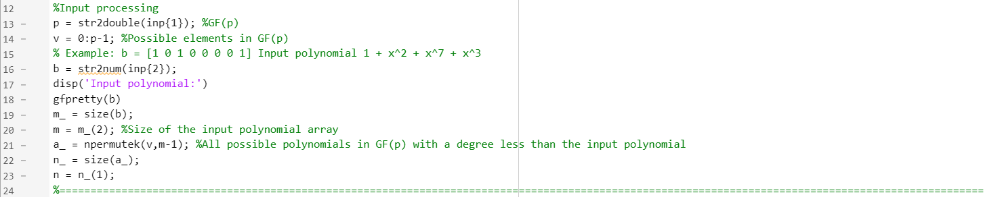 12 %Input processing
13 – p = str2double(inp{1}); %GF(p)
14 – v = 0:p-1; %Possible elements in GF(p)
15 % Example: b = [1 0 1 0 0 0 0 1] Input polynomial 1 + x^2 + x^7 + x^3
16 – b = str2num(inp{2});
17 – disp('Input polynomial:')
18 – gfpretty(b)
19 – m_ = size(b);
20 – m = m_(2); %Size of the input polynomial array
21 – a_ = npermutek(v,m-1); %All possible polynomials in GF(p) with a degree less than the input polynomial
22 – n_ = size(a_);
23 – n = n_(1);
24 %=====================================================================================================================================================